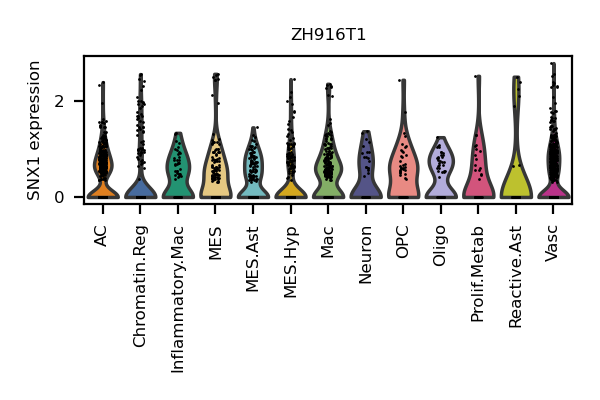 ZH916T1
SNX1 expression
2
0
AC
Chromatin.Reg
Inflammatory.Mac
MES
MES.Ast
MES.Hyp
Mac
Neuron
OPC
Oligo
Prolif.Metab
Reactive.Ast
Vasc